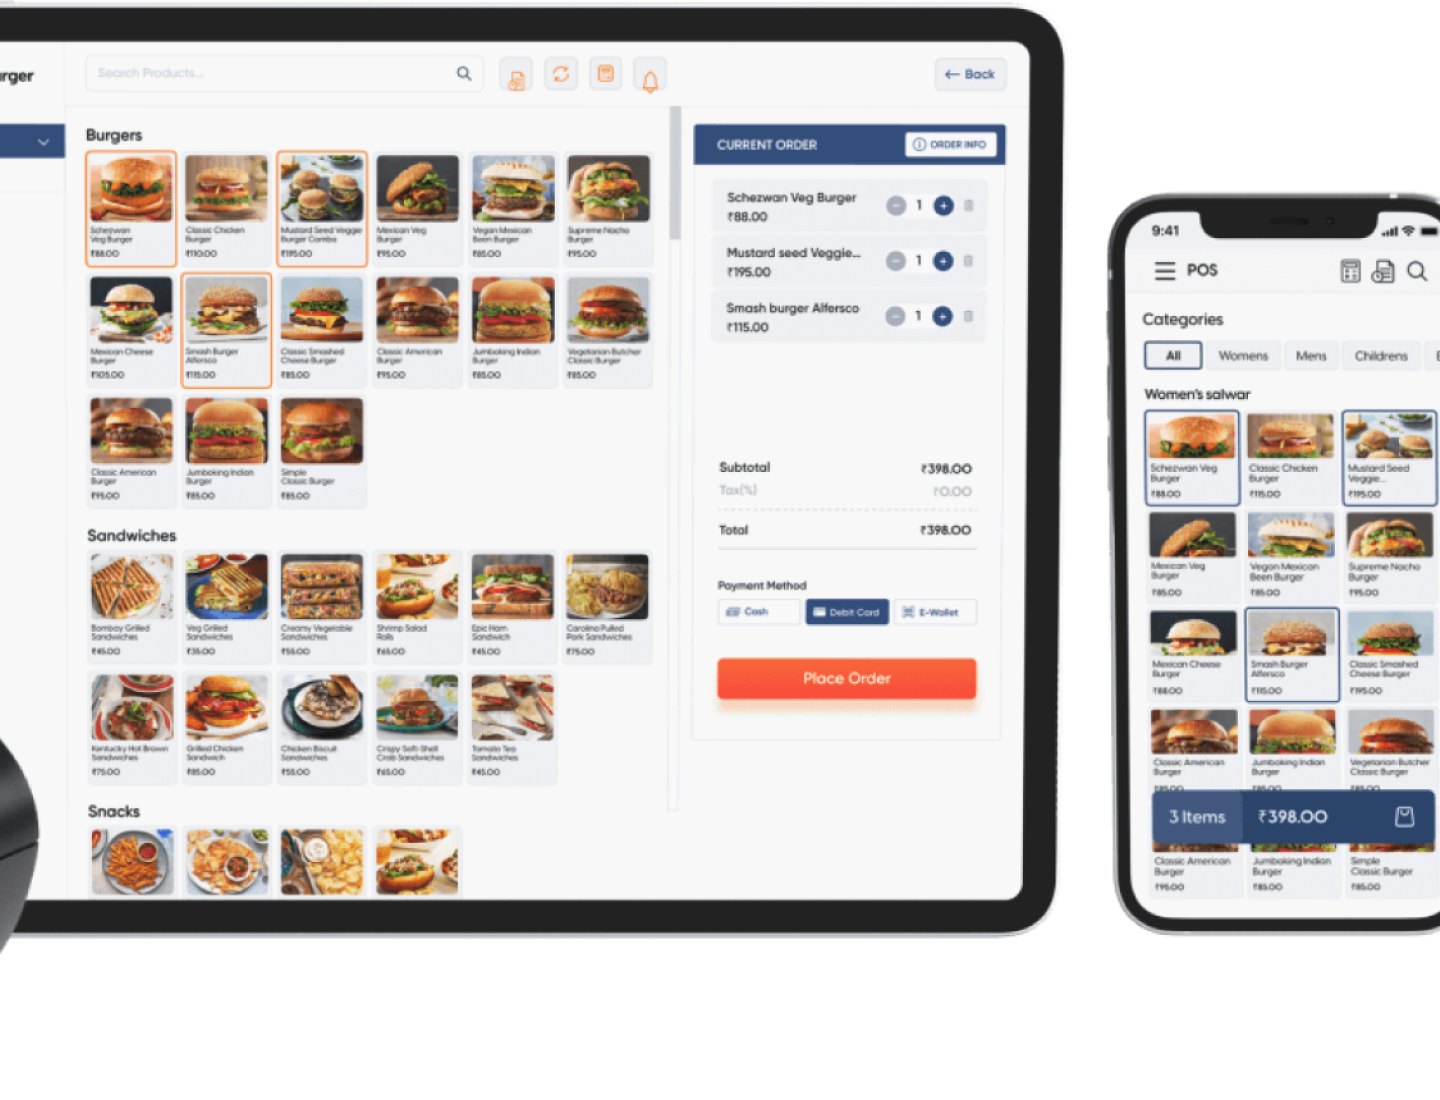 urger
Search Products...
Back
Burgers
Schezwan
Veg Burger
₹88.00
Classic Chicken
Burger
₹110.00
Mustard Seed Veggie
Burger Combo
₹195.00
Mexican Veg
Burger
₹95.00
Vegan Mexican
Been Burger
₹85.00
Supreme Nacho
Burger
₹95.00
Mexican Cheese
Burger
₹105.00
Smash Burger
Alfersco
₹115.00
Classic Smashed
Cheese Burger
₹85.00
Classic American
Burger
₹95.00
Jumboking Indian
Burger
₹85.00
Vegetarian Butcher
Classic Burger
₹85.00
Classic American
Burger
₹95.00
Jumboking Indian
Burger
₹85.00
Simple
Classic Burger
₹85.00
Sandwiches
Bombay Grilled
Sandwiches
₹45.00
Veg Grilled
Sandwiches
₹35.00
Creamy Vegetable
Sandwiches
₹55.00
Shrimp Salad
Rolls
₹65.00
Epic Ham
Sandwich
₹45.00
Carolina Pulled
Pork Sandwiches
₹75.00
Kentucky Hot Brown
Sandwiches
₹75.00
Grilled Chicken
Sandwich
₹85.00
Chicken Biscuit
Sandwiches
₹55.00
Crispy Soft-Shell
Crab Sandwiches
₹65.00
Tomato Tea
Sandwiches
₹45.00
Snacks
CURRENT ORDER
ORDER INFO
Schezwan Veg Burger
₹88.00
1
Mustard seed Veggie...
₹195.00
1
Smash burger Alfersco
₹115.00
1
Subtotal ₹398.00
Tax(%) ₹0.00
Total ₹398.00
Payment Method
Cash Debit Card E-Wallet
Place Order
9:41
POS
Categories
All Womens Mens Childrens
Women's salwar
Schezwan Veg
Burger
₹88.00
Classic Chicken
Burger
₹115.00
Mustard Seed
Veggie...
₹195.00
Mexican Veg
Burger
₹85.00
Vegan Mexican
Been Burger
₹85.00
Supreme Nacho
Burger
₹95.00
Mexican Cheese
Burger
₹88.00
Smash Burger
Alfersco
₹115.00
Classic Smashed
Cheese Burger
₹195.00
Classic American
Burger
Jumboking Indian
Burger
Vegetarian Butcher
Classic Burger
3 Items ₹398.00
Classic American
Burger
₹95.00
Jumboking Indian
Burger
₹85.00
Simple
Classic Burger
₹85.00